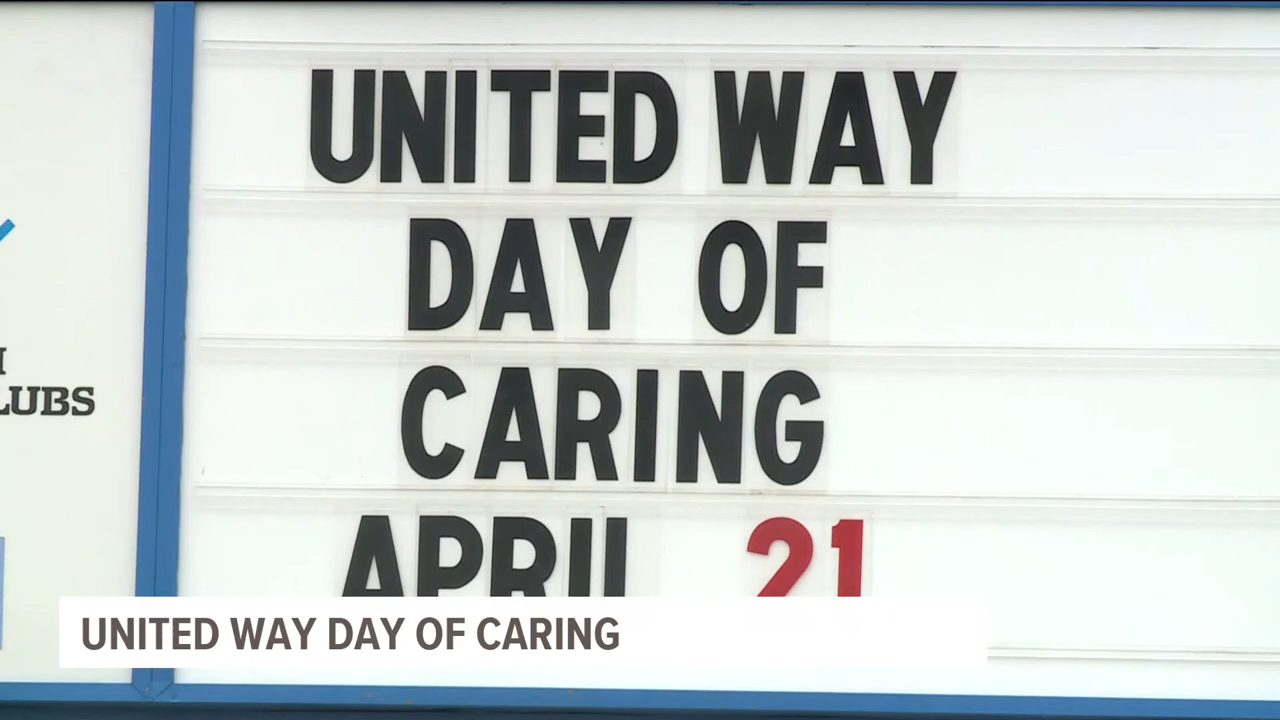 UNITED WAY
DAY OF
CARING
APRIL 21
LUBS
UNITED WAY DAY OF CARING